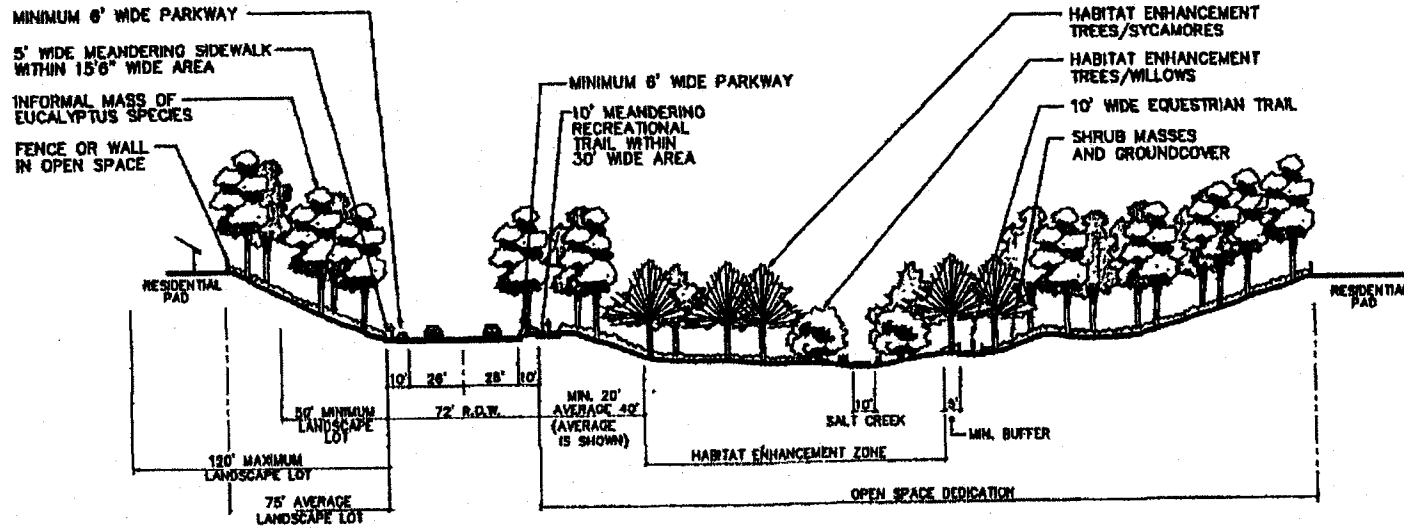 MINIMUM 6' WIDE PARKWAY
5' WIDE MEANDERING SIDEWALK
WITHIN 15'6" WIDE AREA
INFORMAL MASS OF
EUCALYPTUS SPECIES
FENCE OR WALL
IN OPEN SPACE
MINIMUM 6' WIDE PARKWAY
10' MEANDERING
RECREATIONAL
TRAIL WITHIN
30' WIDE AREA
HABITAT ENHANCEMENT
TREES/SYCAMORES
HABITAT ENHANCEMENT
TREES/WILLOWS
10' WIDE EQUESTRIAN TRAIL
SHRUB MASSES
AND GROUNDCOVER
RESIDENTIAL
PAD
RESIDENTIAL
PAD
10'
26'
10'
50' MINIMUM
LANDSCAPE
LOT
72' R.O.W.
MIN. 20'
AVERAGE 40'
(AVERAGE
IS SHOWN)
10'
SALT CREEK
MIN. BUFFER
HABITAT ENHANCEMENT ZONE
120' MAXIMUM
LANDSCAPE LOT
75' AVERAGE
LANDSCAPE LOT
OPEN SPACE DEDICATION